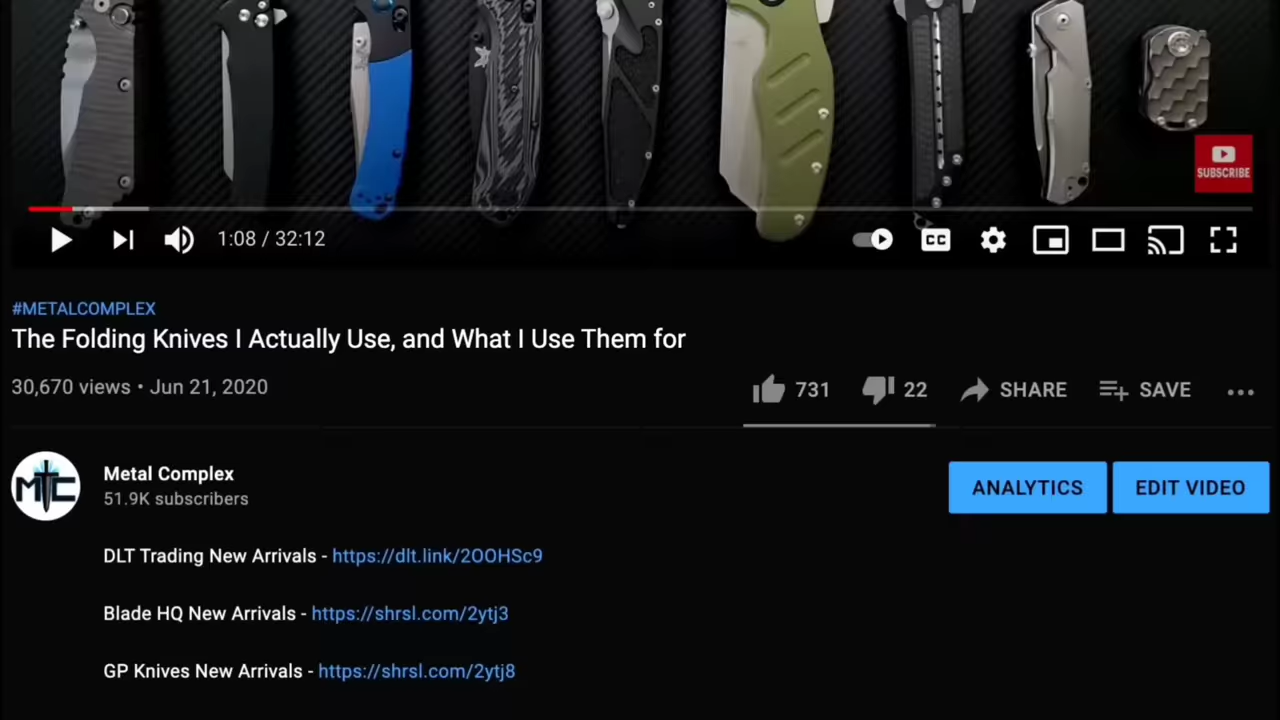 SUBSCRIBE
1:08 / 32:12
CC
#METALCOMPLEX
The Folding Knives I Actually Use, and What I Use Them for
30,670 views • Jun 21, 2020
731 22 SHARE SAVE
MTC
Metal Complex
51.9K subscribers
ANALYTICS EDIT VIDEO
DLT Trading New Arrivals - https://dlt.link/2OOHSc9
Blade HQ New Arrivals - https://shrsl.com/2ytj3
GP Knives New Arrivals - https://shrsl.com/2ytj8